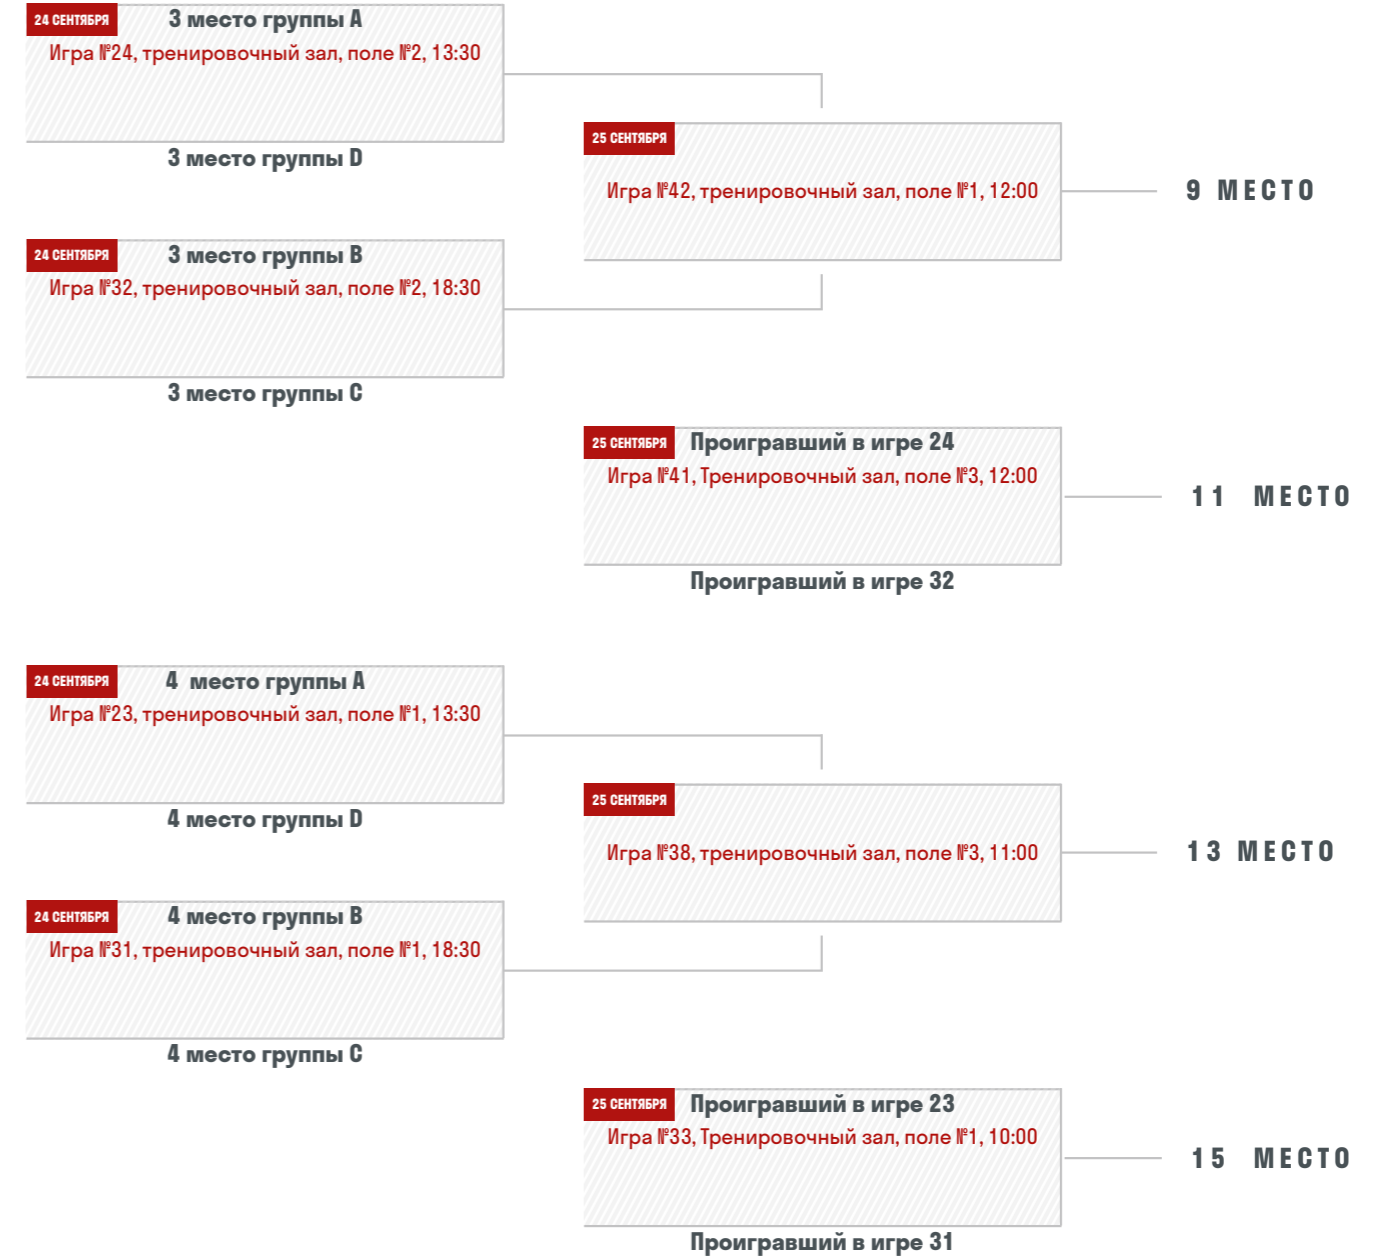 24 СЕНТЯБРЯ
3 место группы A
Игра №24, тренировочный зал, поле №2, 13:30
3 место группы D
25 СЕНТЯБРЯ
Игра №42, тренировочный зал, поле №1, 12:00
9 МЕСТО
24 СЕНТЯБРЯ
3 место группы B
Игра №32, тренировочный зал, поле №2, 18:30
3 место группы C
25 СЕНТЯБРЯ
Проигравший в игре 24
Игра №41, Тренировочный зал, поле №3, 12:00
11 МЕСТО
Проигравший в игре 32
24 СЕНТЯБРЯ
4 место группы A
Игра №23, тренировочный зал, поле №1, 13:30
4 место группы D
25 СЕНТЯБРЯ
Игра №38, тренировочный зал, поле №3, 11:00
13 МЕСТО
24 СЕНТЯБРЯ
4 место группы B
Игра №31, тренировочный зал, поле №1, 18:30
4 место группы C
25 СЕНТЯБРЯ
Проигравший в игре 23
Игра №33, Тренировочный зал, поле №1, 10:00
15 МЕСТО
Проигравший в игре 31